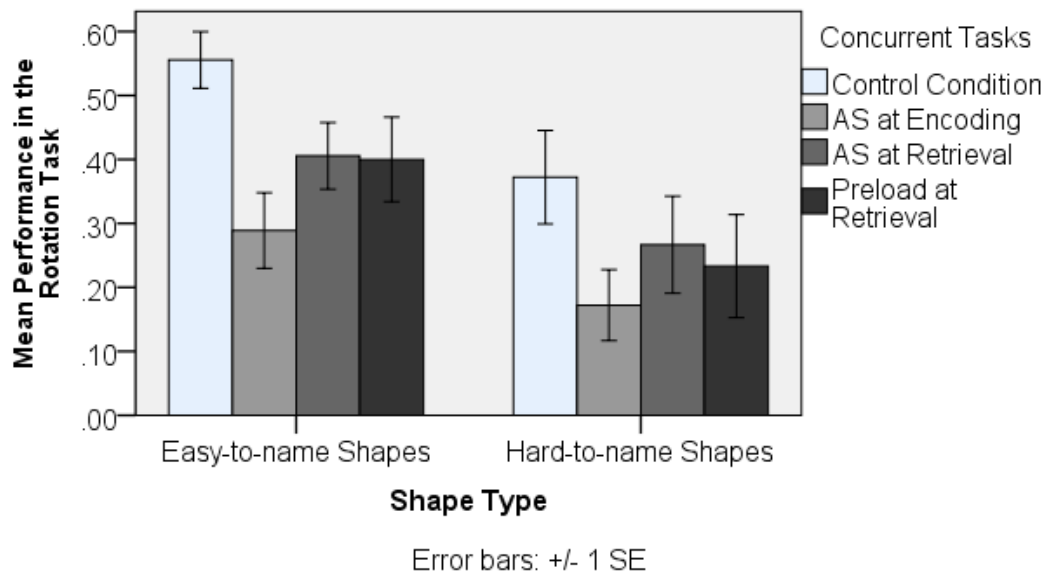 Mean Performance in the
Rotation Task
.60
.50
.40
.30
.20
.10
.00
Easy-to-name Shapes
Hard-to-name Shapes
Shape Type
Concurrent Tasks
Control Condition
AS at Encoding
AS at Retrieval
Preload at
Retrieval
Error bars: +/- 1 SE